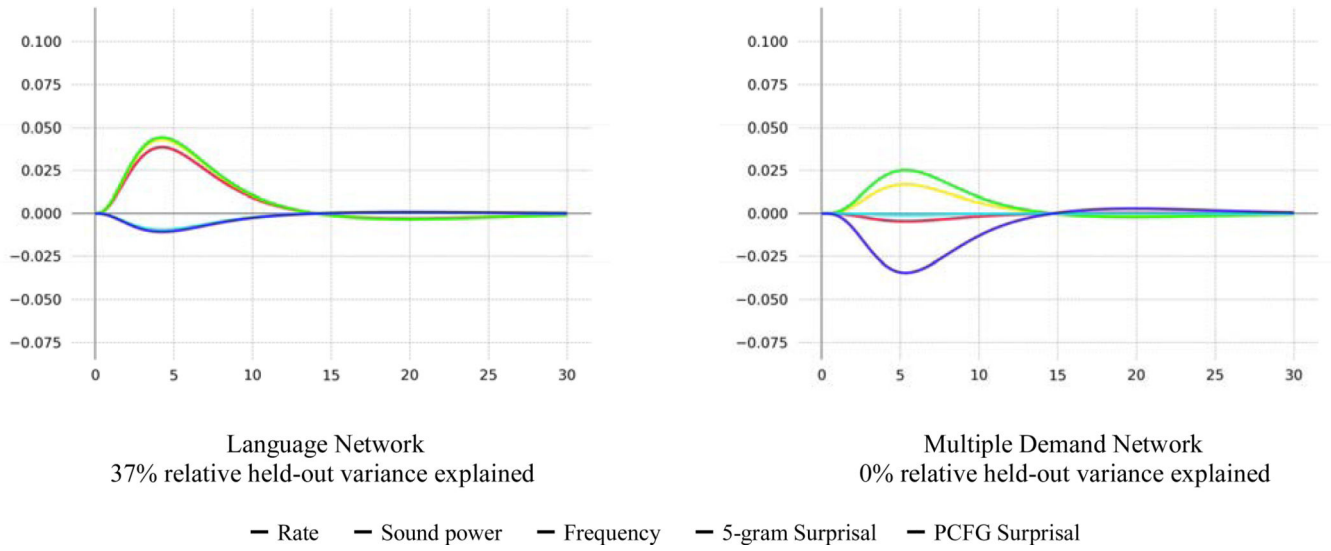 0.100
0.075
0.050
0.025
0.000
−0.025
−0.050
−0.075
0 5 10 15 20 25 30
0.100
0.075
0.050
0.025
0.000
−0.025
−0.050
−0.075
0 5 10 15 20 25 30
Language Network
37% relative held-out variance explained
Multiple Demand Network
0% relative held-out variance explained
Rate Sound power Frequency 5-gram Surprisal PCFG Surprisal